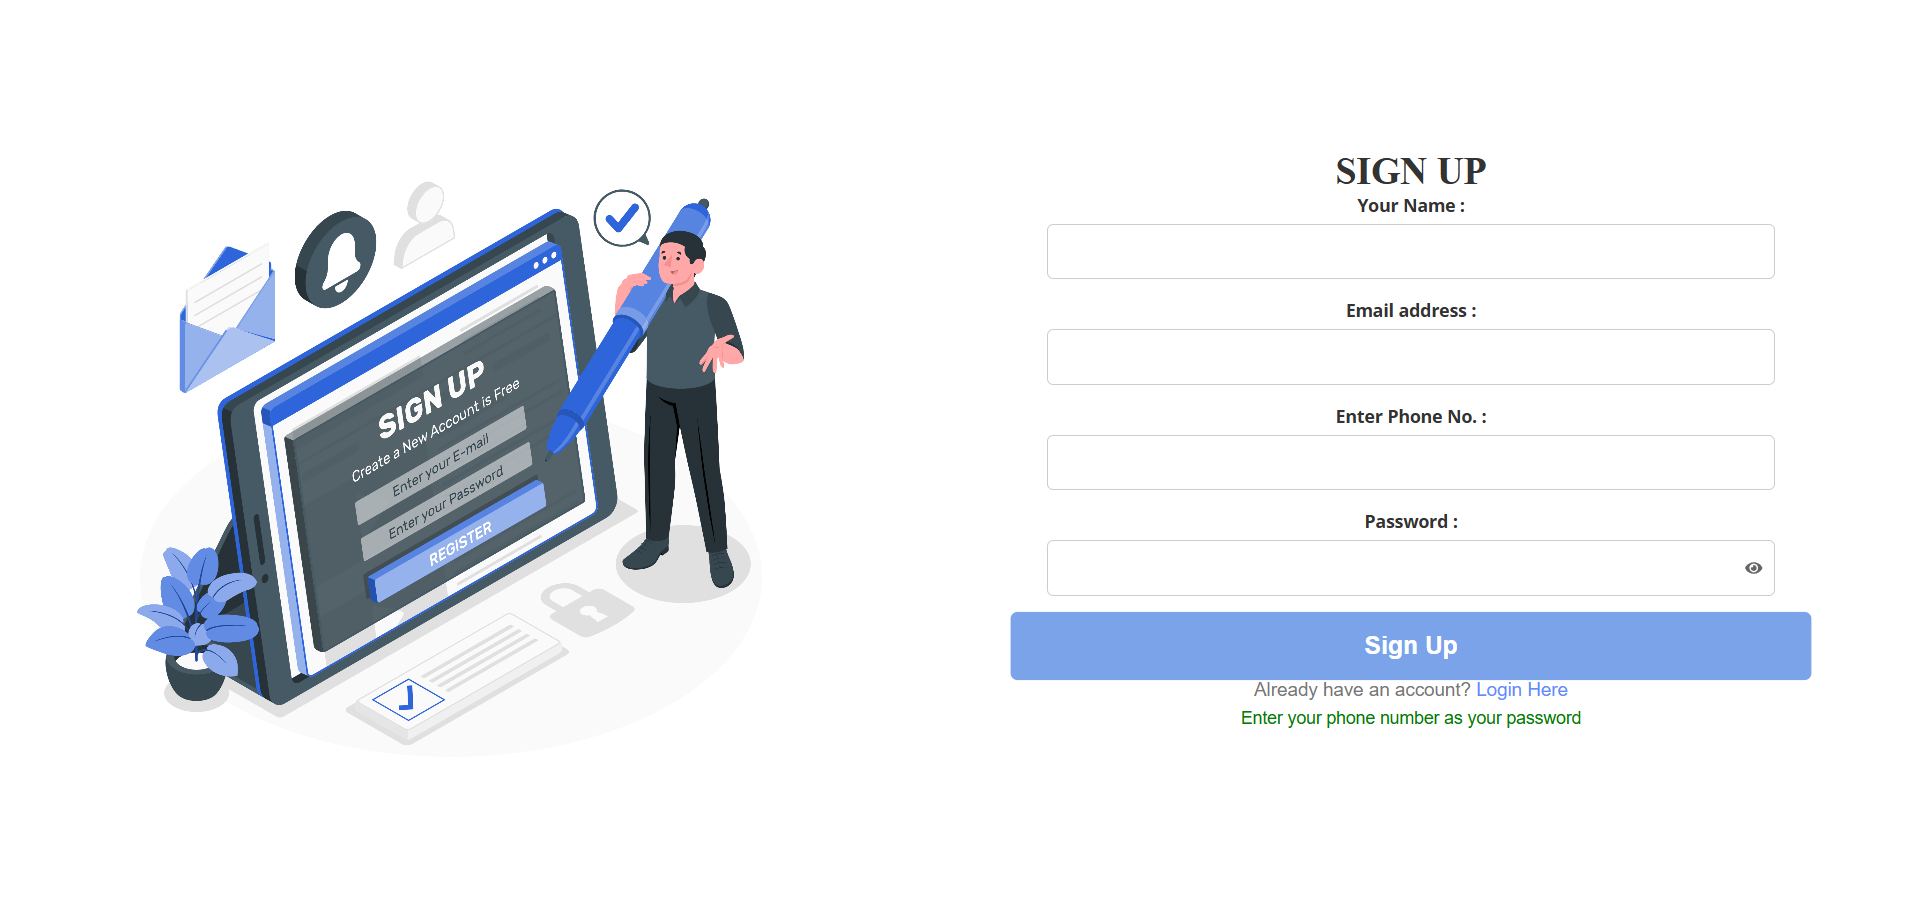 SIGN UP
Create a New Account is Free
Enter your E-mail
Enter your Password
REGISTER
SIGN UP
Your Name :
Email address :
Enter Phone No. :
Password :
Sign Up
Already have an account? Login Here
Enter your phone number as your password